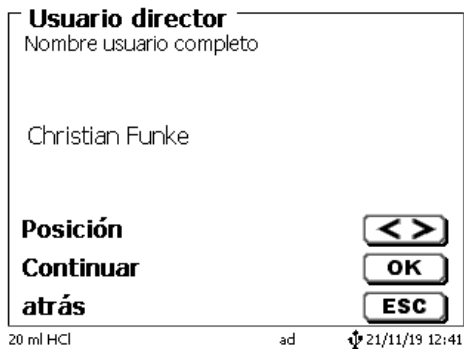 Usuario director
Nombre usuario completo
Christian Funke
Posición < >
Continuar OK
atrás ESC
20 ml HCl ad 21/11/19 12:41